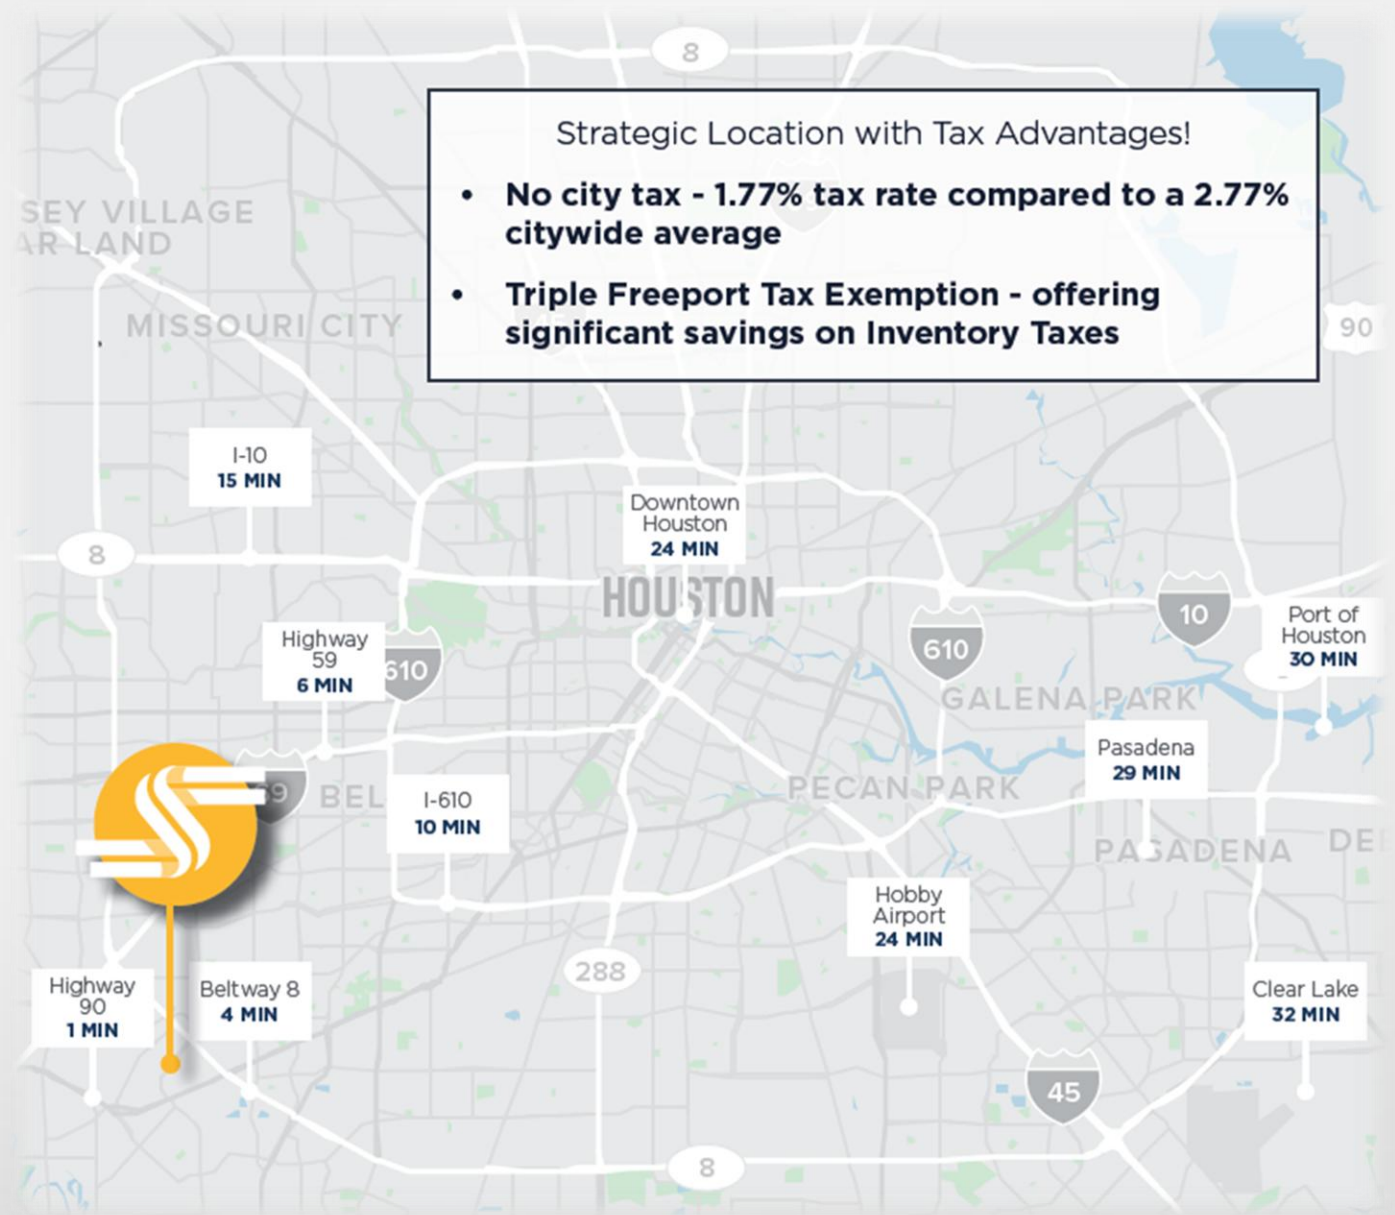 8
Strategic Location with Tax Advantages!
• No city tax - 1.77% tax rate compared to a 2.77%
citywide average
• Triple Freeport Tax Exemption - offering
significant savings on Inventory Taxes
SEY VILLAGE
AR LAND
MISSOURI CITY
90
I-10
15 MIN
Downtown
Houston
24 MIN
8
HOUSTON
10
Port of
Houston
30 MIN
Highway
59
6 MIN
610
610
GALENA PARK
Pasadena
29 MIN
69
BEL
I-610
10 MIN
PECAN PARK
PASADENA
DE
Hobby
Airport
24 MIN
288
Highway
90
1 MIN
Beltway 8
4 MIN
Clear Lake
32 MIN
45
8